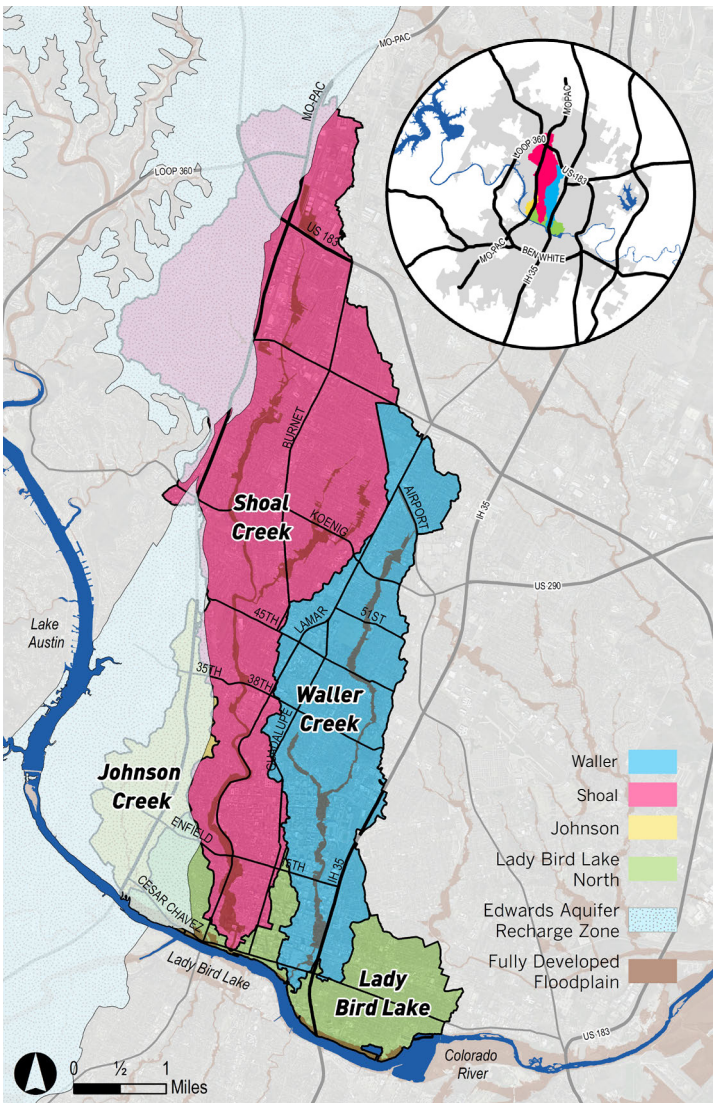 MO-PAC
MO-PAC
LOOP 360
US 183
MOPAC
LOOP 360
US-183
MO-PAC
BEN WHITE
IH-35
BURNET
AIRPORT
IH 35
Shoal
Creek
KOENIG
US 290
Lake
Austin
45TH
LAMAR
51ST
35TH
38TH
GUADALUPE
Waller
Creek
Johnson
Creek
ENFIELD
15TH
IH 35
CESAR CHAVEZ
Lady Bird Lake
Lady
Bird Lake
Waller
Shoal
Johnson
Lady Bird Lake
North
Edwards Aquifer
Recharge Zone
Fully Developed
Floodplain
US-183
Colorado
River
0 ½ 1
Miles